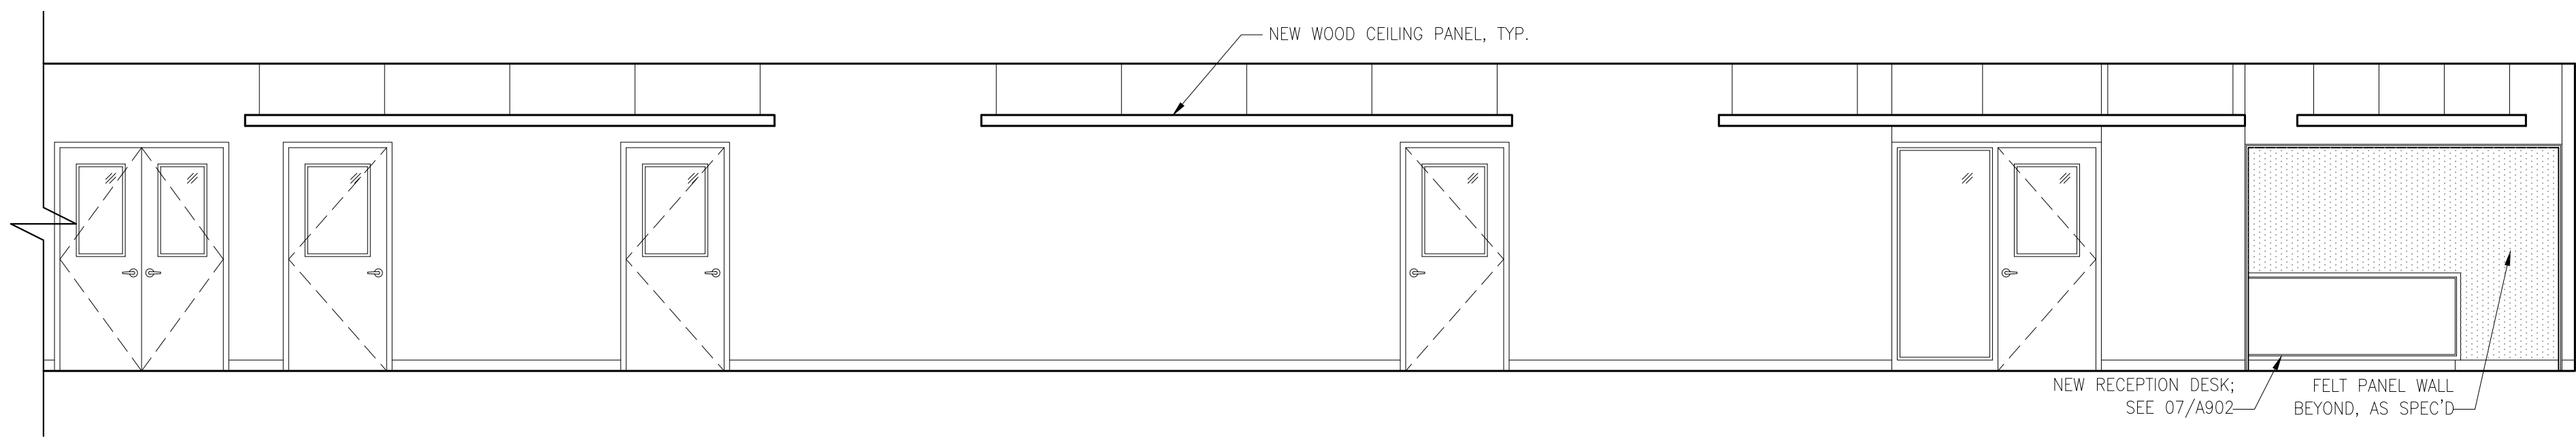 NEW WOOD CEILING PANEL, TYP.
NEW RECEPTION DESK;
SEE 07/A902
FELT PANEL WALL
BEYOND, AS SPEC'D